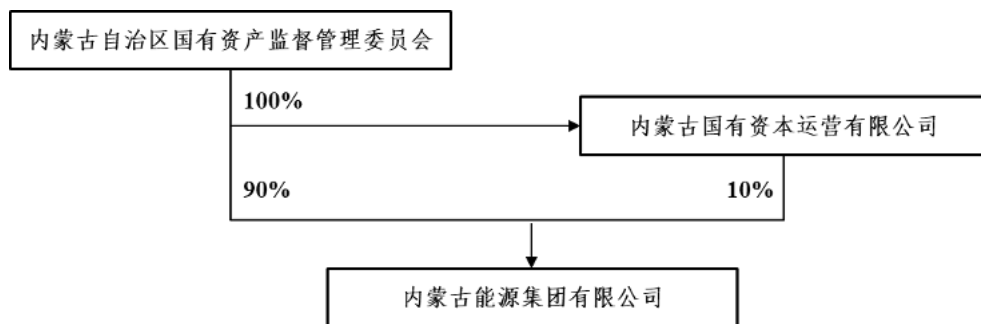 内蒙古自治区国有资产监督管理委员会
100%
内蒙古国有资本运营有限公司
90%
10%
内蒙古能源集团有限公司